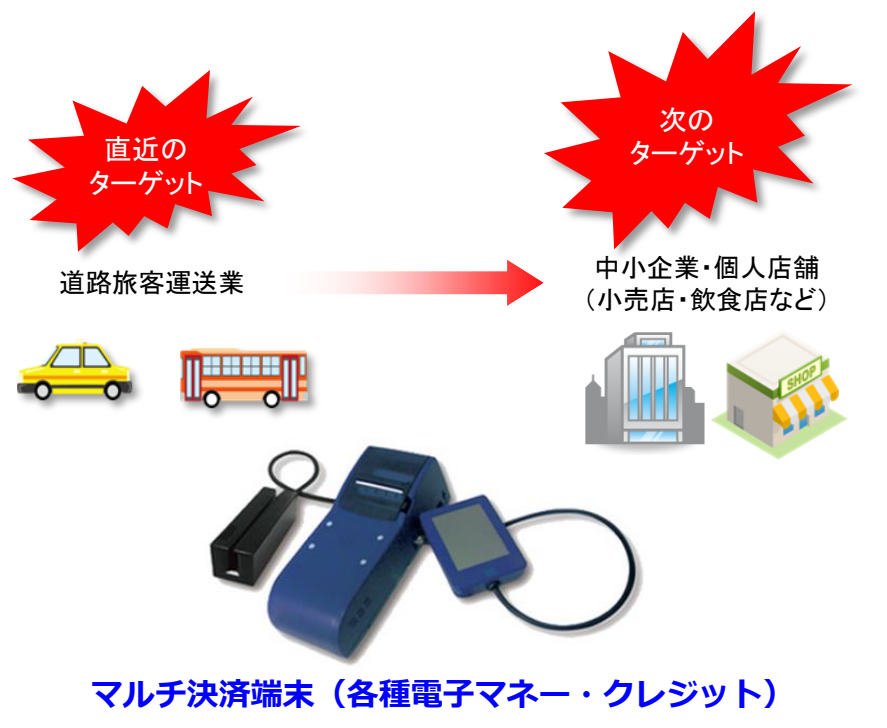 直近の
ターゲット
次の
ターゲット
道路旅客運送業
中小企業・個人店舗
（小売店・飲食店など）
SHOP
マルチ決済端末（各種電子マネー・クレジット）